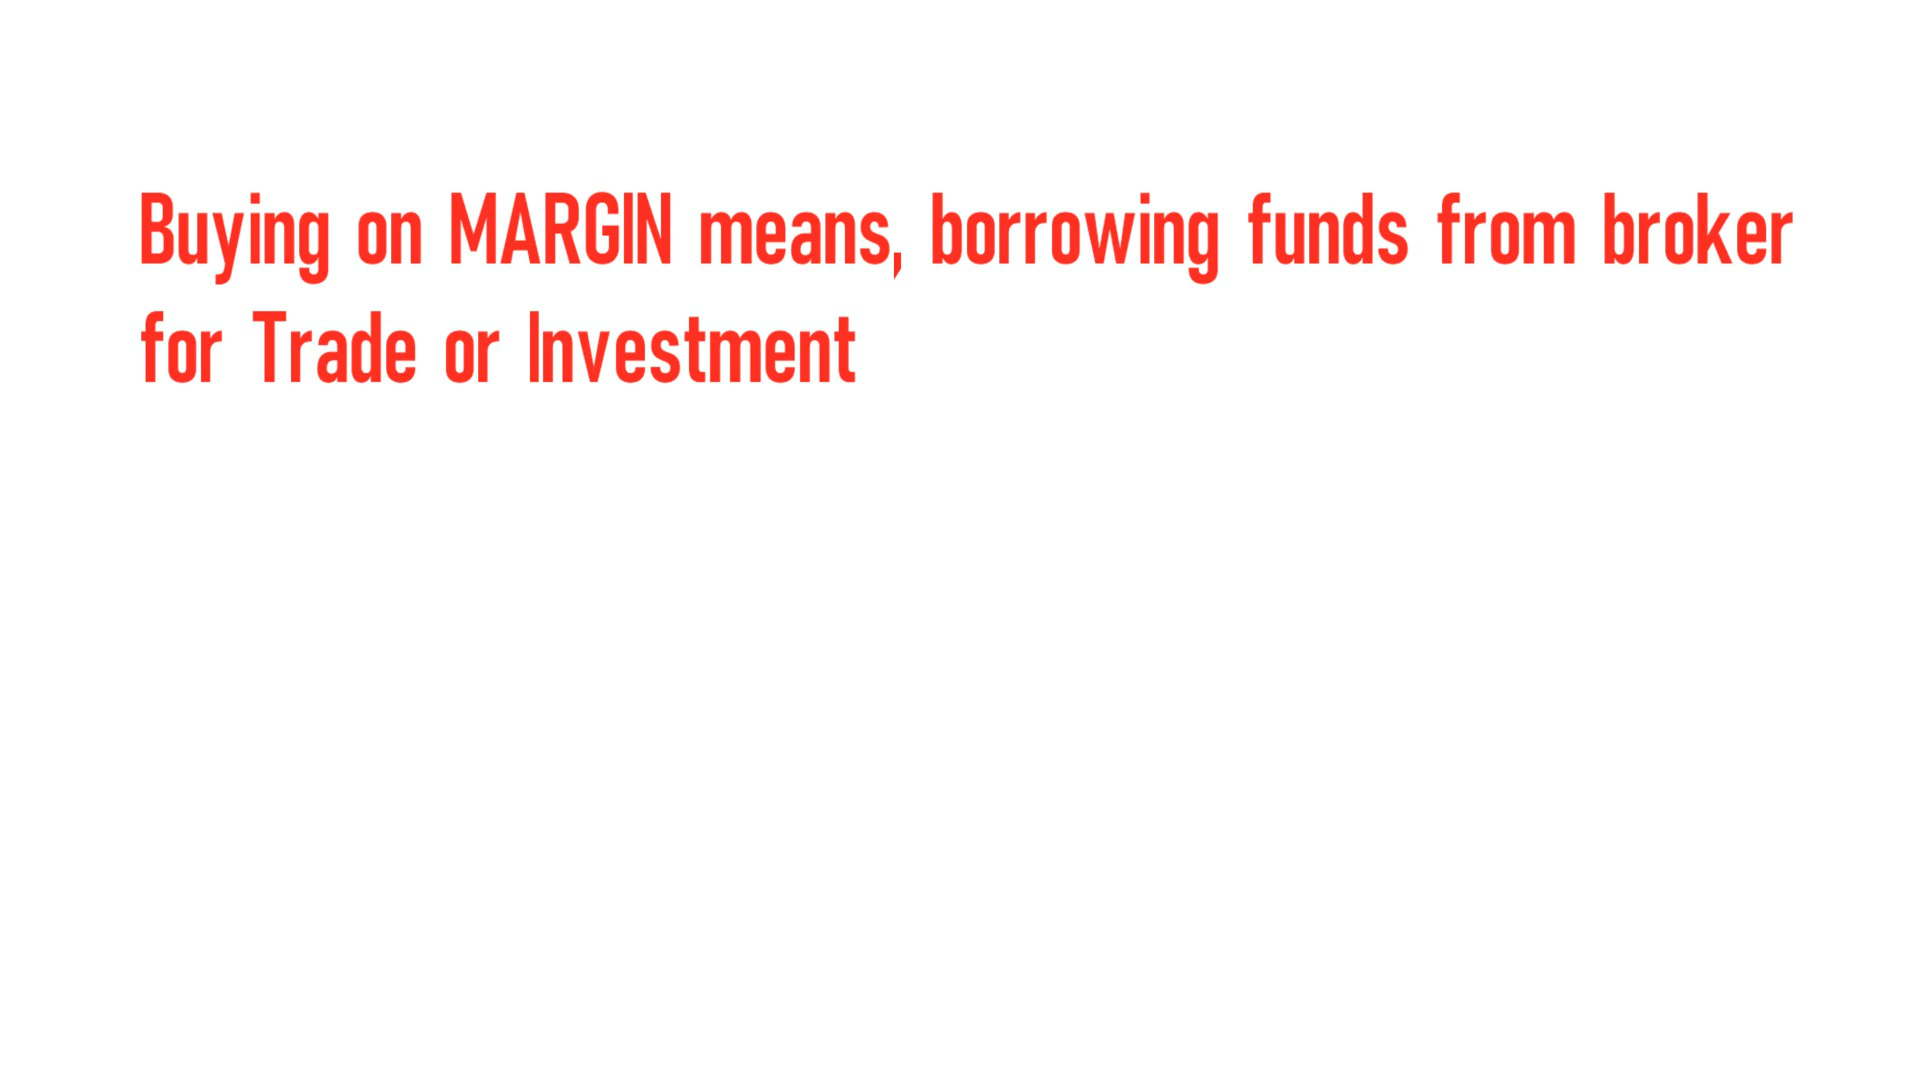 Buying on MARGIN means, borrowing funds from broker
for Trade or Investment